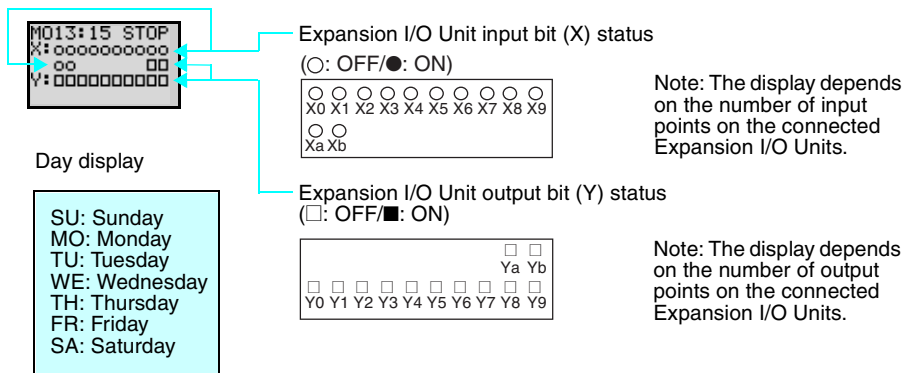 MO13:15 STOP
X:○○○○○○○○○○
○○ □□
Y:□□□□□□□□□□
Expansion I/O Unit input bit (X) status
(○: OFF/●: ON)
X0 X1 X2 X3 X4 X5 X6 X7 X8 X9
Xa Xb
Note: The display depends
on the number of input
points on the connected
Expansion I/O Units.
Day display
SU: Sunday
MO: Monday
TU: Tuesday
WE: Wednesday
TH: Thursday
FR: Friday
SA: Saturday
Expansion I/O Unit output bit (Y) status
(□: OFF/■: ON)
Ya Yb
Y0 Y1 Y2 Y3 Y4 Y5 Y6 Y7 Y8 Y9
Note: The display depends
on the number of output
points on the connected
Expansion I/O Units.